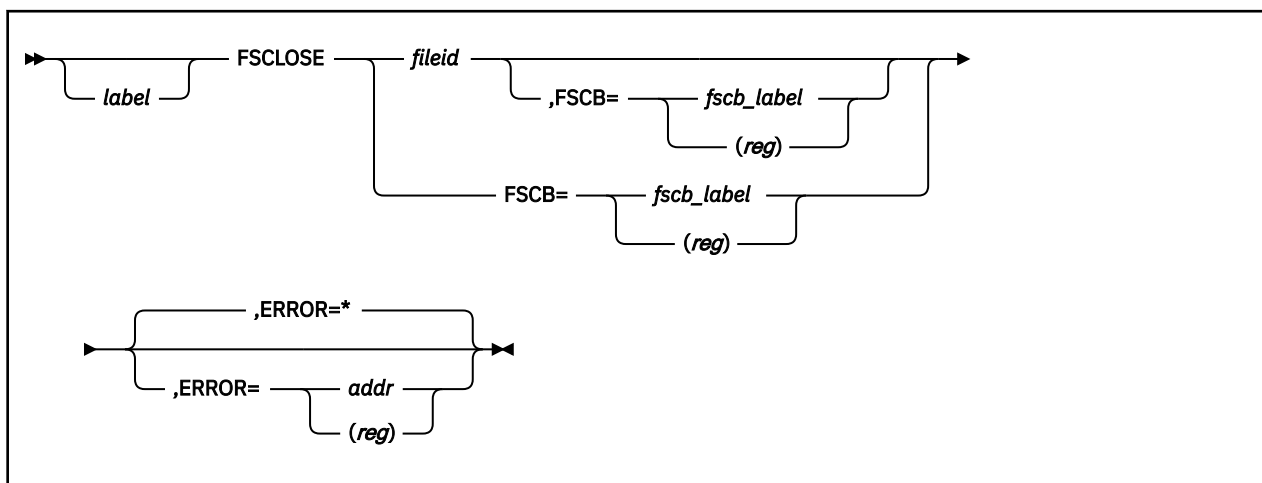 FSCLOSE fileid
label ,FSCB= fscb_label
(reg)
FSCB= fscb_label
(reg)
,ERROR=*
,ERROR= addr
(reg)